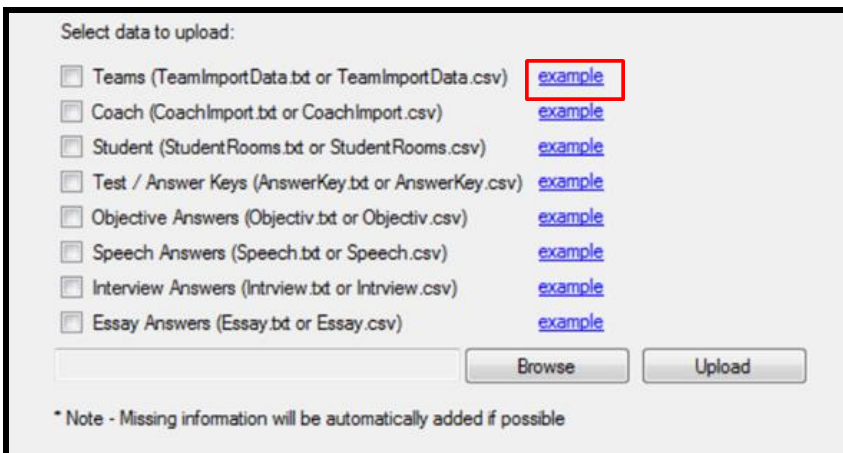 Select data to upload:
Teams (TeamImportData.txt or TeamImportData.csv) example
Coach (CoachImport.txt or CoachImport.csv) example
Student (StudentRooms.txt or StudentRooms.csv) example
Test / Answer Keys (AnswerKey.txt or AnswerKey.csv) example
Objective Answers (Objectiv.txt or Objectiv.csv) example
Speech Answers (Speech.txt or Speech.csv) example
Interview Answers (Intrview.txt or Intrview.csv) example
Essay Answers (Essay.txt or Essay.csv) example
Browse Upload
* Note - Missing information will be automatically added if possible